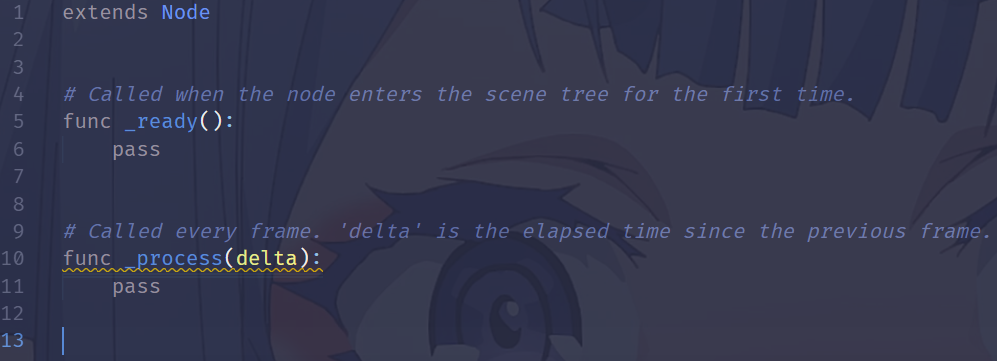 1 extends Node
2
3
4 # Called when the node enters the scene tree for the first time.
5 func _ready():
6     pass
7
8
9 # Called every frame. 'delta' is the elapsed time since the previous frame.
10 func _process(delta):
11     pass
12
13